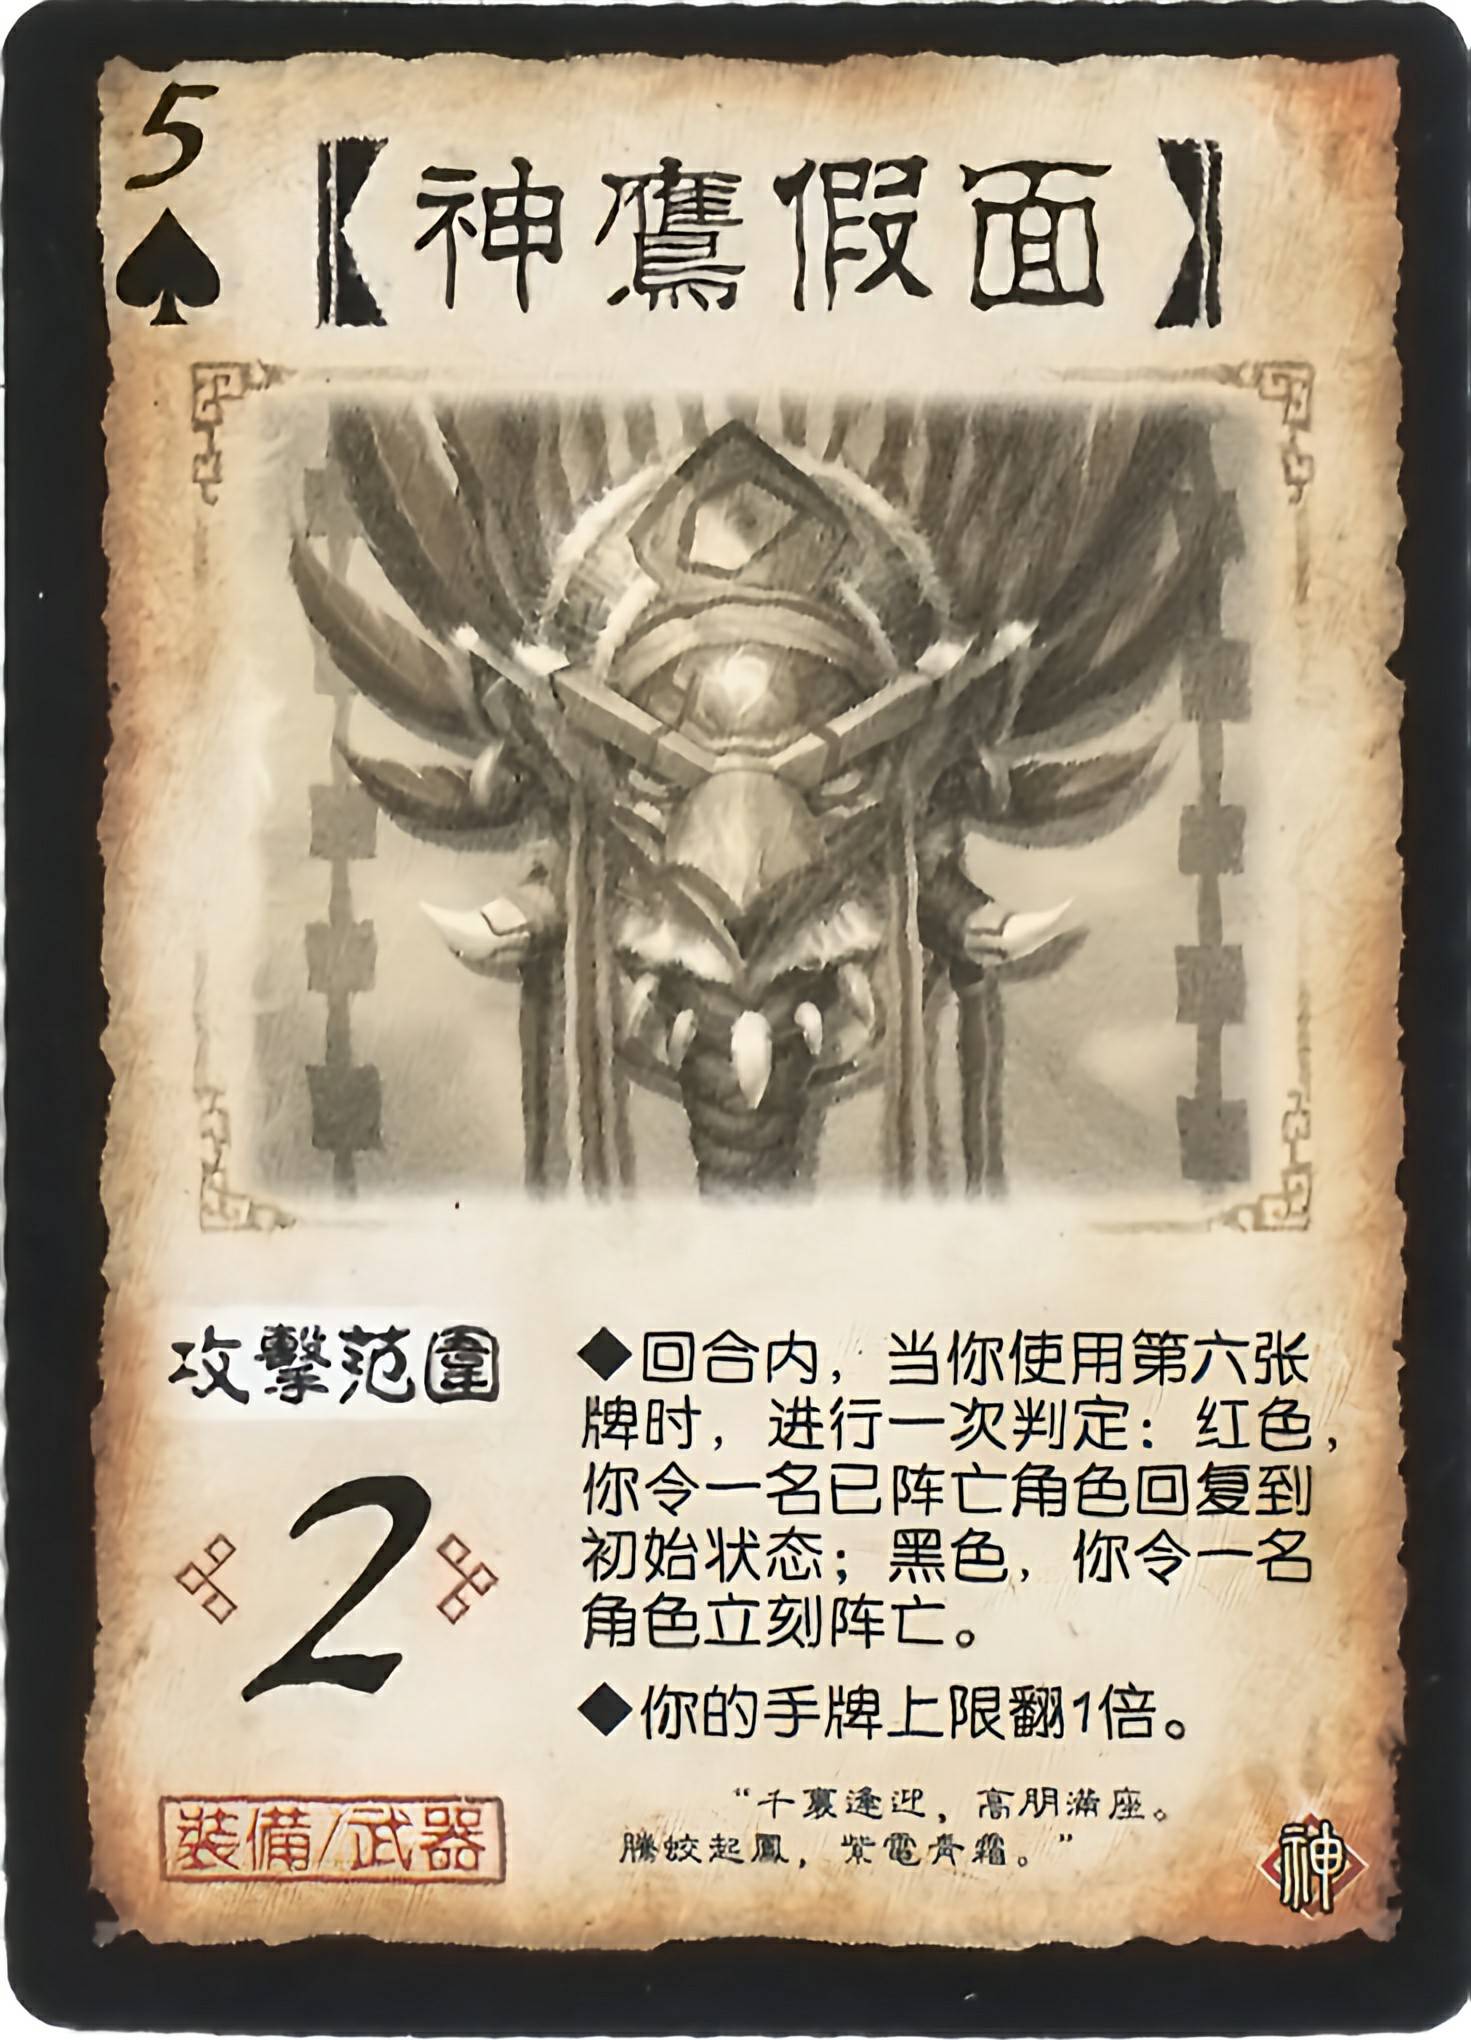 5
【神鷹假面】
攻擊范圍
2
◆回合内，当你使用第六张
牌时，进行一次判定：红色，
你令一名已阵亡角色回复到
初始状态；黑色，你令一名
角色立刻阵亡。
◆你的手牌上限翻1倍。
“千裏逢迎，高朋滿座。
騰蛟起鳳，紫電青霜。”
裝備/武器
神